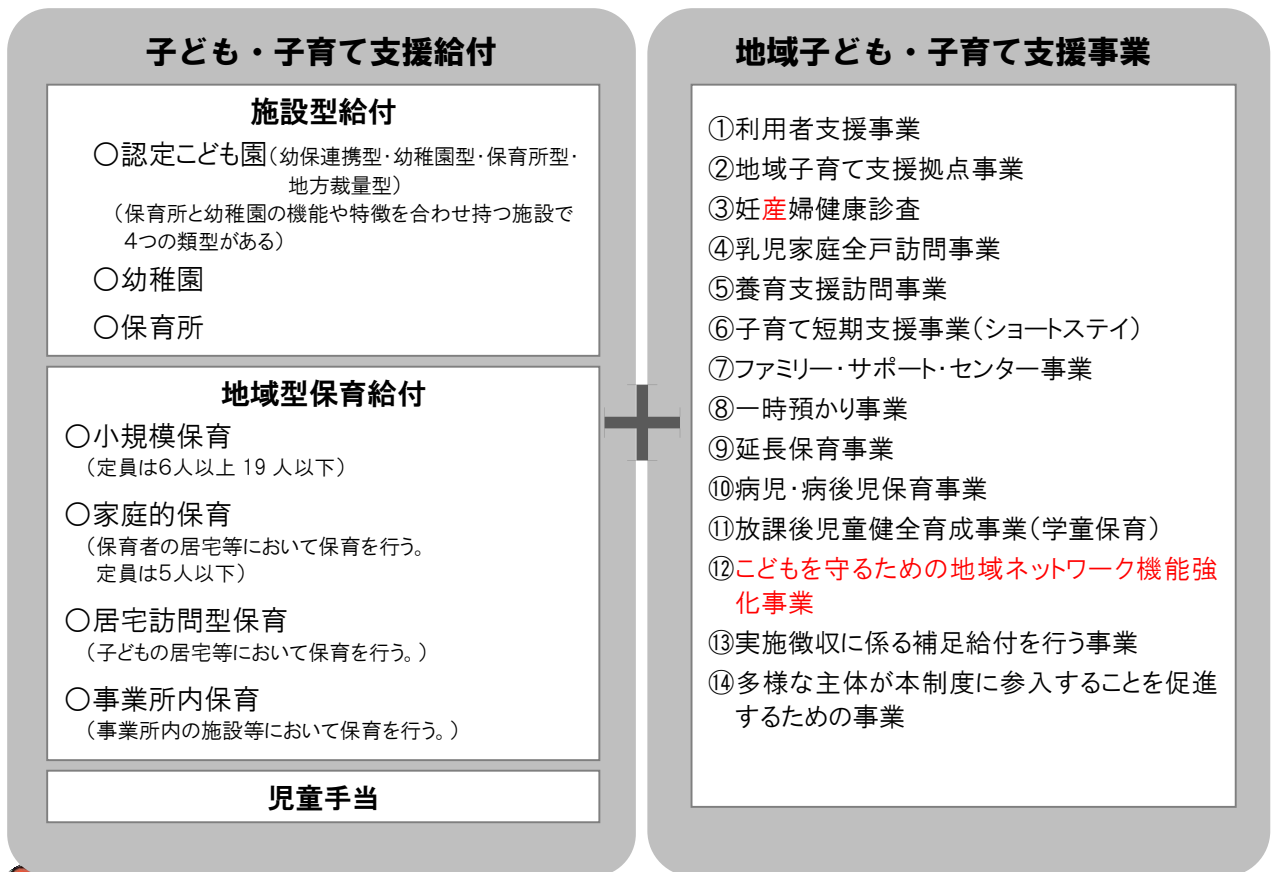 子ども・子育て支援給付
施設型給付
〇認定こども園（幼保連携型・幼稚園型・保育所型・
地方裁量型）
（保育所と幼稚園の機能や特徴を合わせ持つ施設で
4つの類型がある）
〇幼稚園
〇保育所
地域型保育給付
〇小規模保育
（定員は6人以上 19 人以下）
〇家庭的保育
（保育者の居宅等において保育を行う。
定員は5人以下）
〇居宅訪問型保育
（子どもの居宅等において保育を行う。）
〇事業所内保育
（事業所内の施設等において保育を行う。）
児童手当
地域子ども・子育て支援事業
①利用者支援事業
②地域子育て支援拠点事業
③妊産婦健康診査
④乳児家庭全戸訪問事業
⑤養育支援訪問事業
⑥子育て短期支援事業（ショートステイ）
⑦ファミリー・サポート・センター事業
⑧一時預かり事業
⑨延長保育事業
⑩病児・病後児保育事業
⑪放課後児童健全育成事業（学童保育）
⑫こどもを守るための地域ネットワーク機能強
化事業
⑬実施徴収に係る補足給付を行う事業
⑭多様な主体が本制度に参入することを促進
するための事業